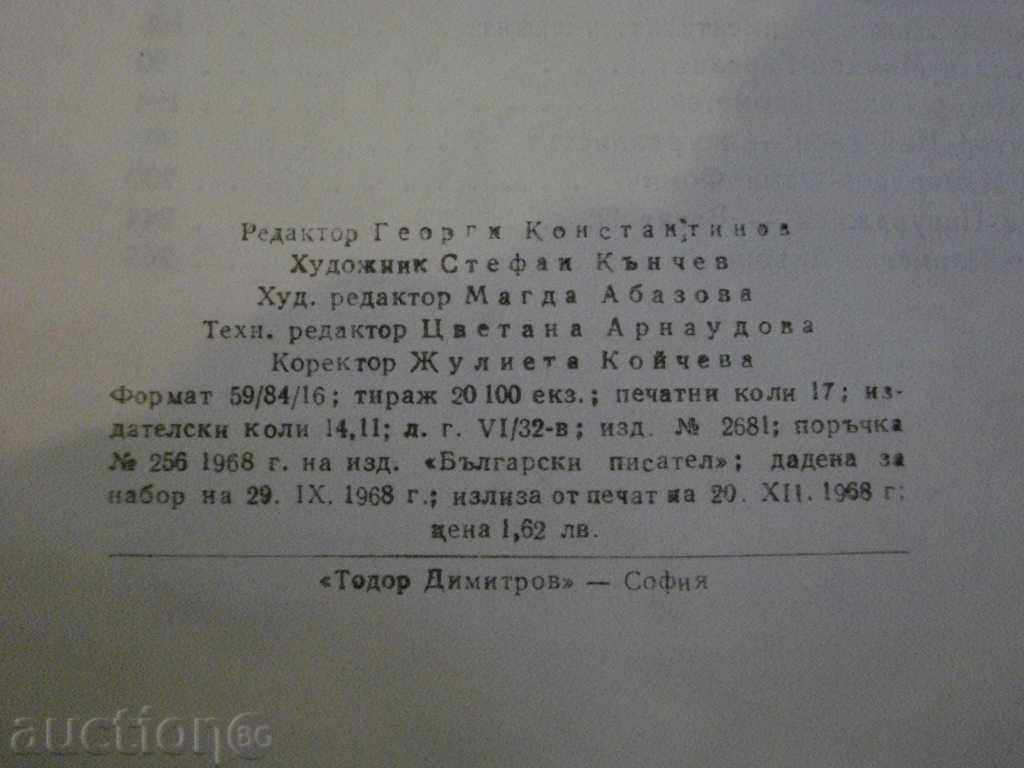 Редактор Георги Константинов
Художник Стефан Кънчев
Худ. редактор Магда Абазова
Техн. редактор Цветана Арнаудова
Коректор Жулиета Койчева
Формат 59/84/16; тираж 20 100 екз.; печатни коли 17; из-
дателски коли 14,11; л. г. VI/32-в; изд. № 2681; поръчка
№ 256 1968 г. на изд. «Български писател»; дадена за
набор на 29. IX. 1968 г.; излиза от печат на 20. XII. 1968 г.
цена 1,62 лв.
«Тодор Димитров» — София
auction BG